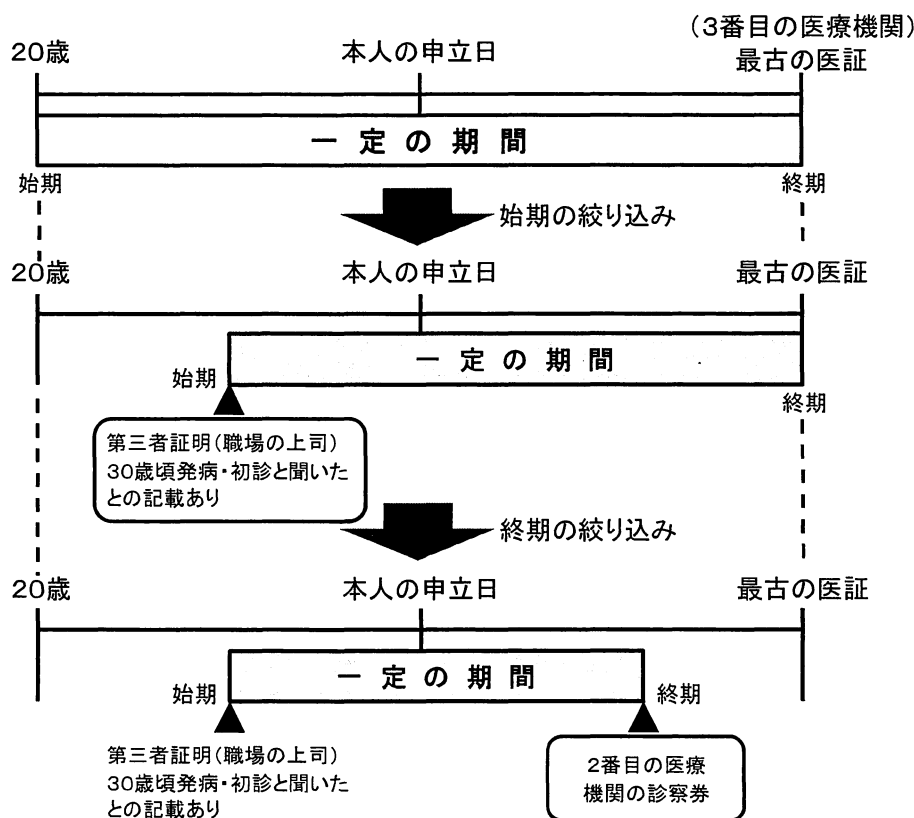 (3番目の医療機関)
20歳 本人の申立日 最古の医証
一定の期間
始期 終期
始期の絞り込み
20歳 本人の申立日 最古の医証
一定の期間
始期
終期
第三者証明(職場の上司)
30歳頃発病・初診と聞いた
との記載あり
終期の絞り込み
20歳 本人の申立日 最古の医証
一定の期間
始期 終期
第三者証明(職場の上司)
30歳頃発病・初診と聞いた
との記載あり
2番目の医療
機関の診察券